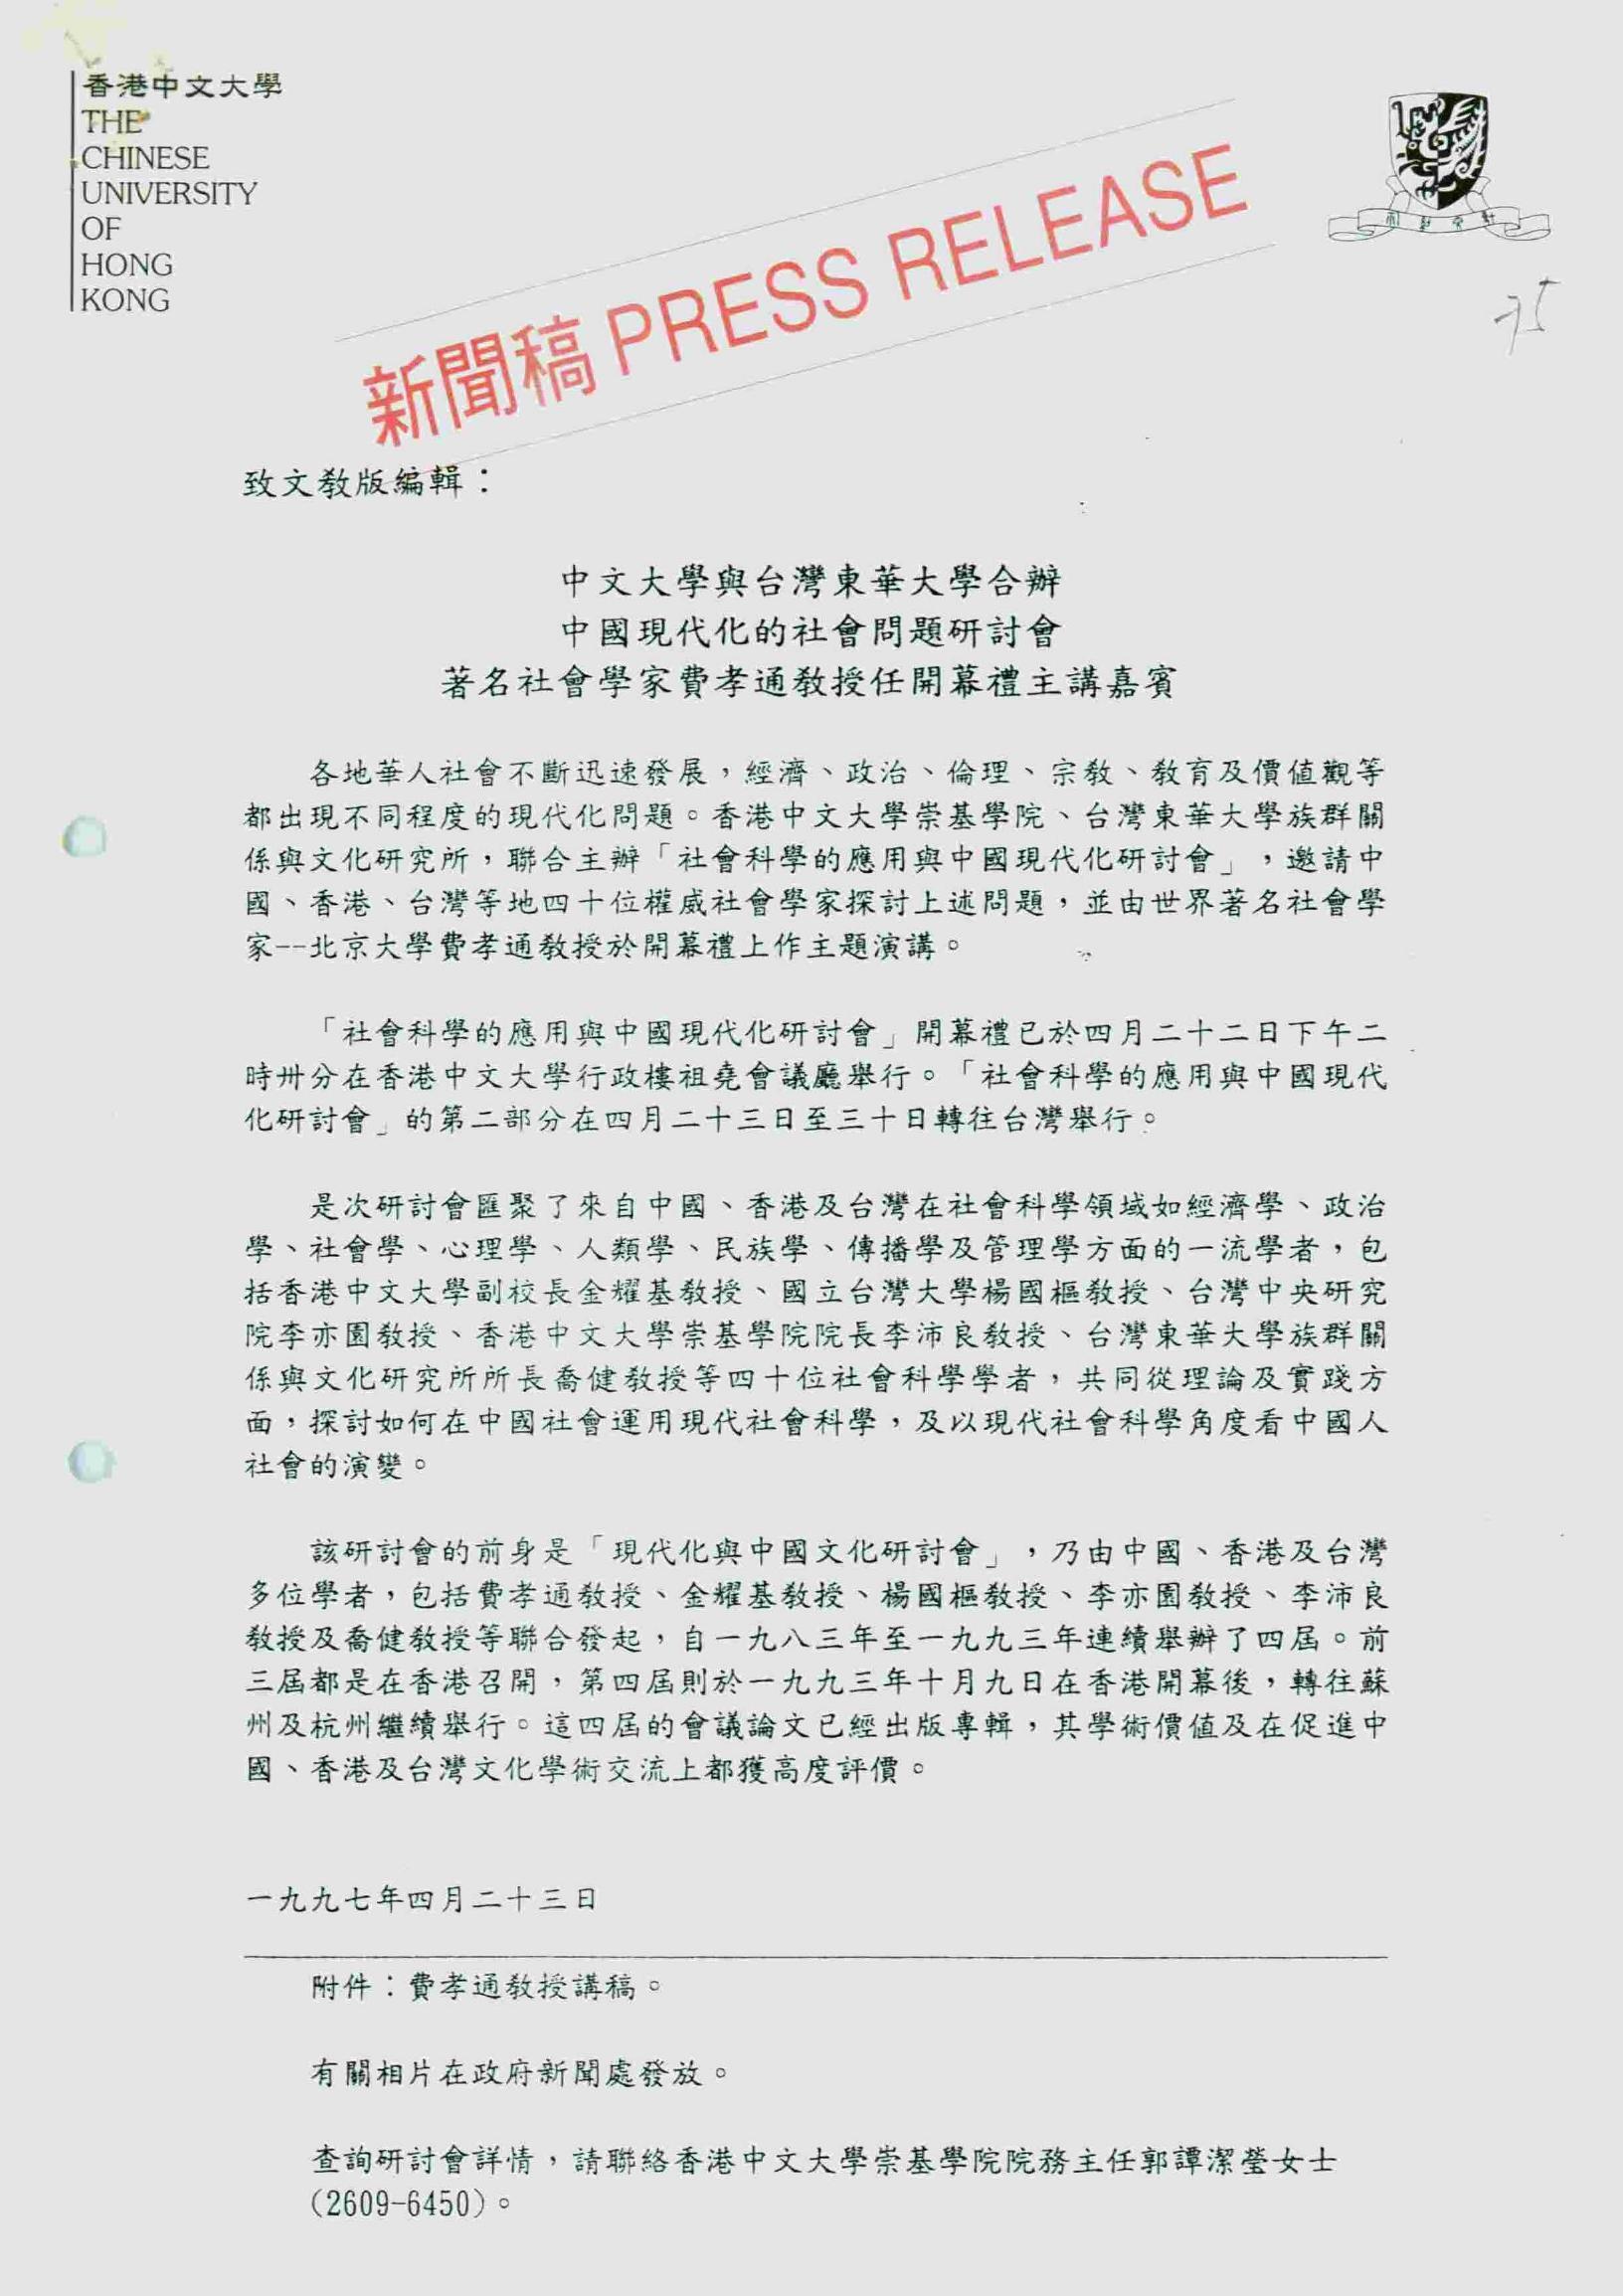 香港中文大學
THE
CHINESE
UNIVERSITY
OF
HONG
KONG
新聞稿 PRESS RELEASE
75
致文教版編輯：
中文大學與台灣東華大學合辦
中國現代化的社會問題研討會
著名社會學家費孝通教授任開幕禮主講嘉賓
各地華人社會不斷迅速發展，經濟、政治、倫理、宗教、教育及價值觀等
都出現不同程度的現代化問題。香港中文大學崇基學院、台灣東華大學族群關
係與文化研究所，聯合主辦「社會科學的應用與中國現代化研討會」，邀請中
國、香港、台灣等地四十位權威社會學家探討上述問題，並由世界著名社會學
家--北京大學費孝通教授於開幕禮上作主題演講。
「社會科學的應用與中國現代化研討會」開幕禮已於四月二十二日下午二
時卅分在香港中文大學行政樓祖堯會議廳舉行。「社會科學的應用與中國現代
化研討會」的第二部分在四月二十三日至三十日轉往台灣舉行。
是次研討會匯聚了來自中國、香港及台灣在社會科學領域如經濟學、政治
學、社會學、心理學、人類學、民族學、傳播學及管理學方面的一流學者，包
括香港中文大學副校長金耀基教授、國立台灣大學楊國樞教授、台灣中央研究
院李亦園教授、香港中文大學崇基學院院長李沛良教授、台灣東華大學族群關
係與文化研究所所長喬健教授等四十位社會科學學者，共同從理論及實踐方
面，探討如何在中國社會運用現代社會科學，及以現代社會科學角度看中國人
社會的演變。
該研討會的前身是「現代化與中國文化研討會」，乃由中國、香港及台灣
多位學者，包括費孝通教授、金耀基教授、楊國樞教授、李亦園教授、李沛良
教授及喬健教授等聯合發起，自一九八三年至一九九三年連續舉辦了四屆。前
三屆都是在香港召開，第四屆則於一九九三年十月九日在香港開幕後，轉往蘇
州及杭州繼續舉行。這四屆的會議論文已經出版專輯，其學術價值及在促進中
國、香港及台灣文化學術交流上都獲高度評價。
一九九七年四月二十三日
附件：費孝通教授講稿。
有關相片在政府新聞處發放。
查詢研討會詳情，請聯絡香港中文大學崇基學院院務主任郭譚潔瑩女士
(2609-6450)。